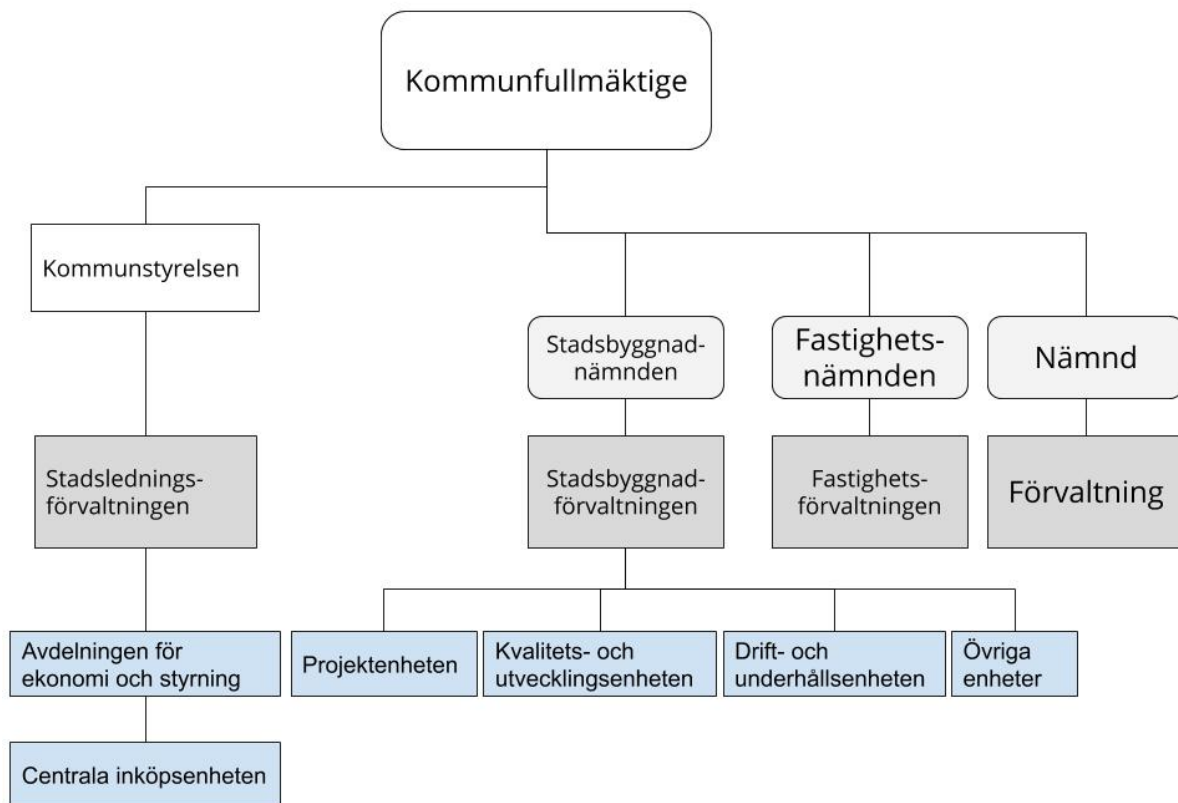 Kommunfullmäktige
Kommunstyrelsen
Stadsbyggnad-
nämnden
Fastighets-
nämnden
Nämnd
Stadslednings-
förvaltningen
Stadsbyggnad-
förvaltningen
Fastighets-
förvaltningen
Förvaltning
Avdelningen för
ekonomi och styrning
Projektenheten
Kvalitets- och
utvecklingsenheten
Drift- och
underhållsenheten
Övriga
enheter
Centrala inköpsenheten